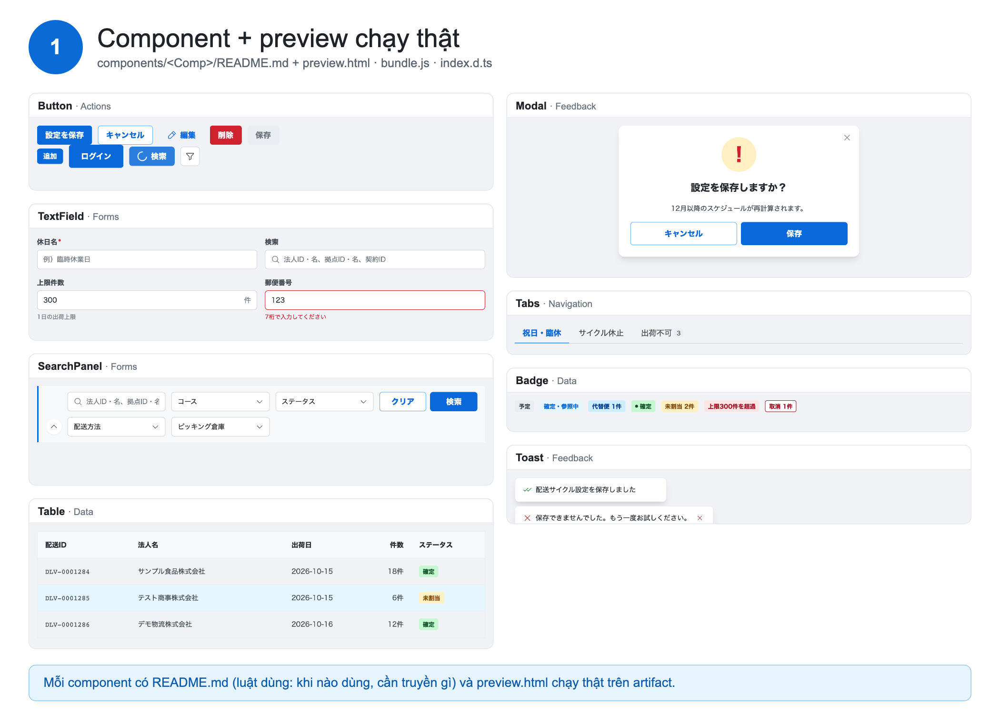 1
Component + preview chạy thật
components/<Comp>/README.md + preview.html · bundle.js · index.d.ts
Button · Actions
設定を保存 キャンセル 編集 削除 保存
追加 ログイン 検索
TextField · Forms
休日名* 検索
例）臨時休業日 法人ID・名、拠点ID・名、契約ID
上限件数 郵便番号
300 件 123
1日の出荷上限 7桁で入力してください
SearchPanel · Forms
法人ID・名、拠点ID・名 コース ステータス クリア 検索
配送方法 ピッキング倉庫
Table · Data
配送ID 法人名 出荷日 件数 ステータス
DLV-0001284 サンプル食品株式会社 2026-10-15 18件 確定
DLV-0001285 テスト商事株式会社 2026-10-15 6件 未割当
DLV-0001286 デモ物流株式会社 2026-10-16 12件 確定
Modal · Feedback
!
設定を保存しますか？
12月以降のスケジュールが再計算されます。
キャンセル 保存
Tabs · Navigation
祝日・臨休 サイクル休止 出荷不可 3
Badge · Data
予定 確定・参照中 代替便 1件 確定 未割当 2件 上限300件を超過 取消 1件
Toast · Feedback
配送サイクル設定を保存しました
保存できませんでした。もう一度お試しください。
Mỗi component có README.md (luật dùng: khi nào dùng, cần truyền gì) và preview.html chạy thật trên artifact.